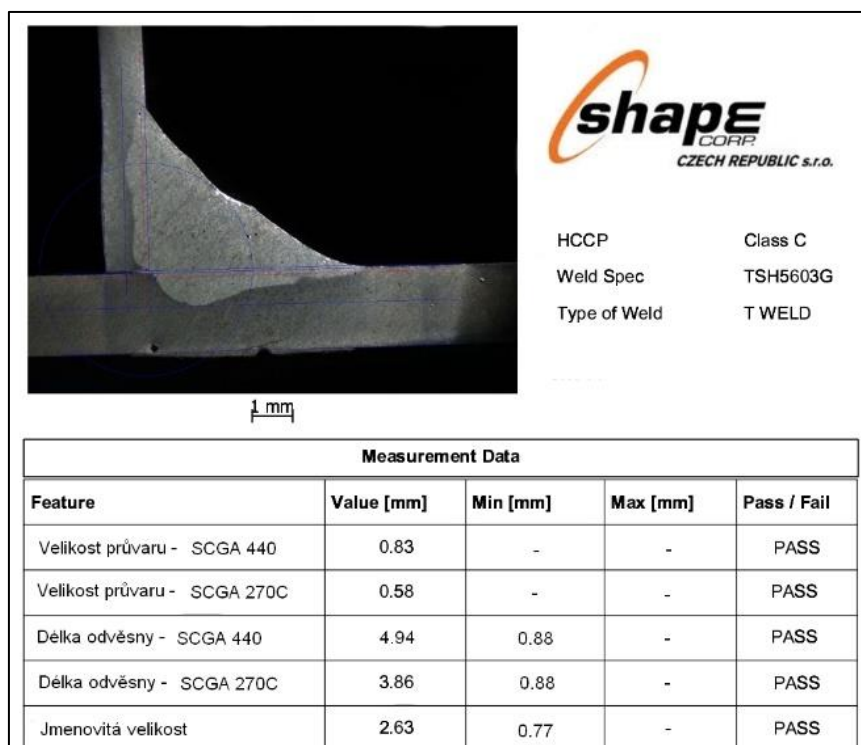 shape
CORP.
CZECH REPUBLIC s.r.o.
HCCP Class C
Weld Spec TSH5603G
Type of Weld T WELD
1 mm
Measurement Data
Feature Value [mm] Min [mm] Max [mm] Pass / Fail
Velikost průvaru - SCGA 440 0.83 - - PASS
Velikost průvaru - SCGA 270C 0.58 - - PASS
Délka odvěsny - SCGA 440 4.94 0.88 - PASS
Délka odvěsny - SCGA 270C 3.86 0.88 - PASS
Jmenovitá velikost 2.63 0.77 - PASS